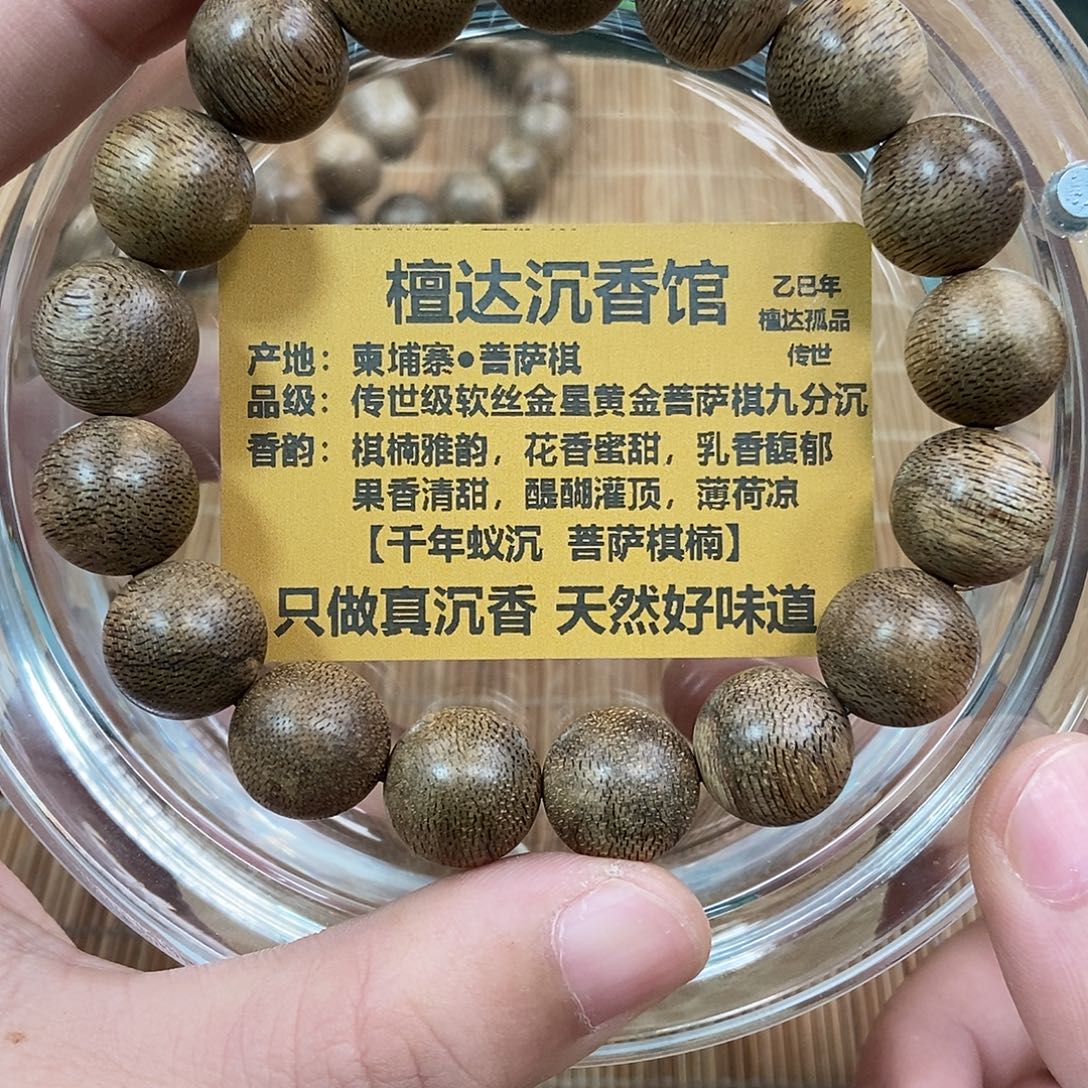 檀达沉香馆
乙巳年
檀达孤品
传世
产地：柬埔寨●菩萨棋
品级：传世级软丝金星黄金菩萨棋九分沉
香韵：棋楠雅韵，花香蜜甜，乳香馥郁
果香清甜，醍醐灌顶，薄荷凉
【千年蚁沉 菩萨棋楠】
只做真沉香 天然好味道